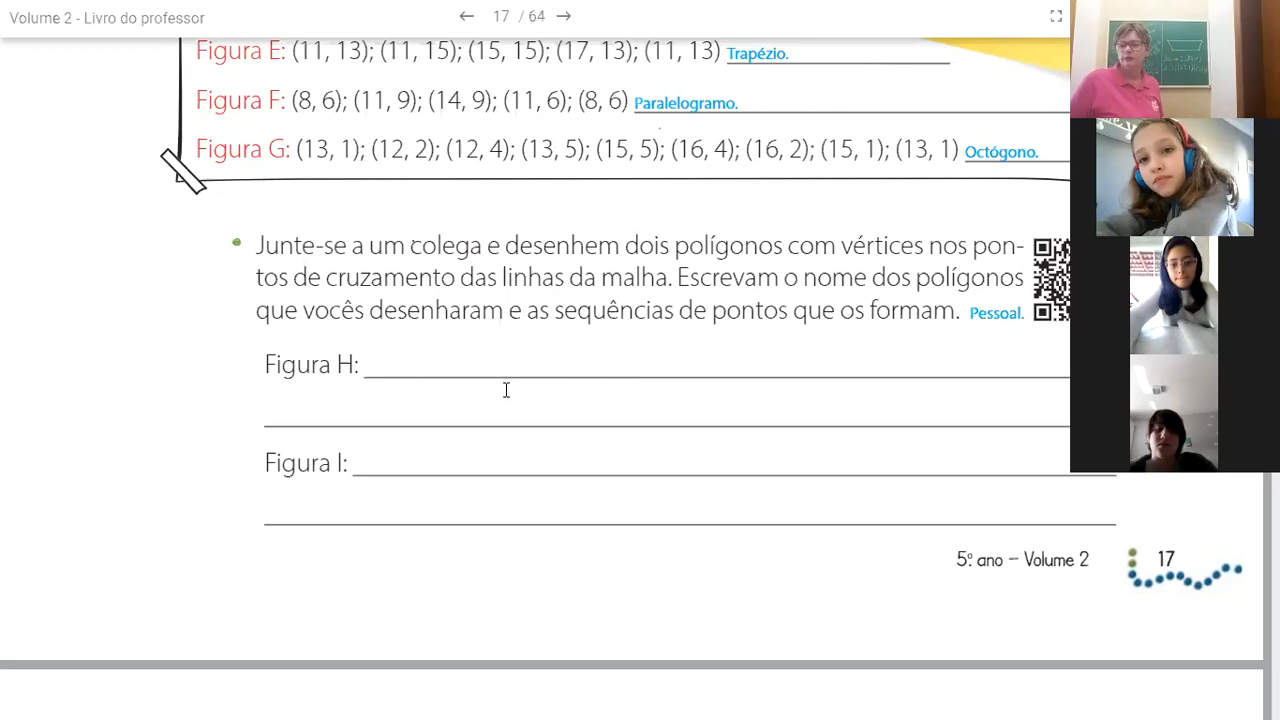 Volume 2 - Livro do professor
17 / 64
Figura E: (11, 13); (11, 15); (15, 15); (17, 13); (11, 13) Trapézio.
Figura F: (8, 6); (11, 9); (14, 9); (11, 6); (8, 6) Paralelogramo.
Figura G: (13, 1); (12, 2); (12, 4); (13, 5); (15, 5); (16, 4); (16, 2); (15, 1); (13, 1) Octógono.
Junte-se a um colega e desenhem dois polígonos com vértices nos pon-
tos de cruzamento das linhas da malha. Escrevam o nome dos polígonos
que vocês desenharam e as sequências de pontos que os formam. Pessoal.
Figura H:
Figura I:
5º. ano – Volume 2 17